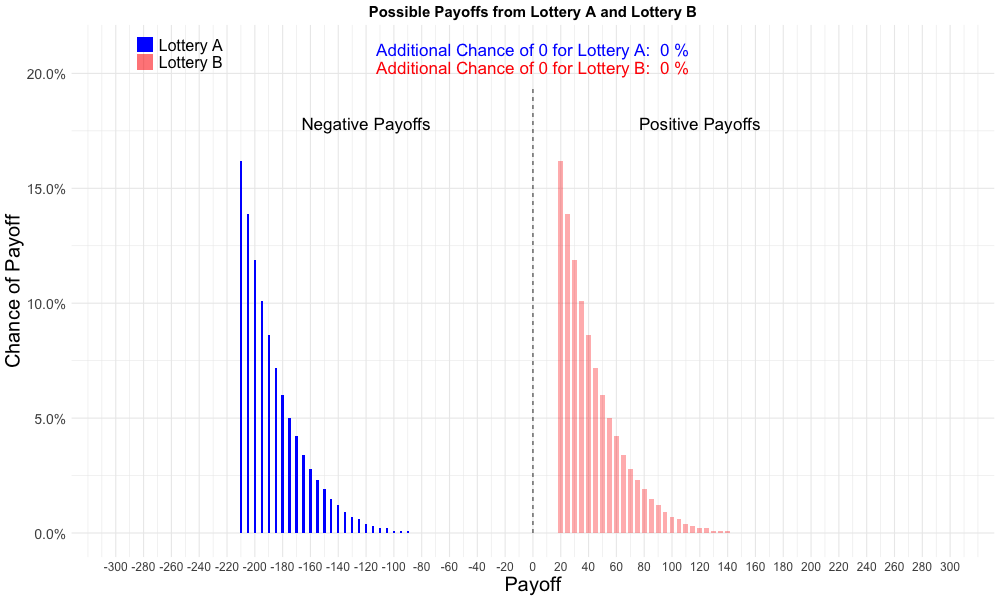 Possible Payoffs from Lottery A and Lottery B
Lottery A
Lottery B
Additional Chance of 0 for Lottery A:  0 %
Additional Chance of 0 for Lottery B:  0 %
Negative Payoffs
Positive Payoffs
Chance of Payoff
20.0%
15.0%
10.0%
5.0%
0.0%
-300 -280 -260 -240 -220 -200 -180 -160 -140 -120 -100 -80 -60 -40 -20 0 20 40 60 80 100 120 140 160 180 200 220 240 260 280 300
Payoff